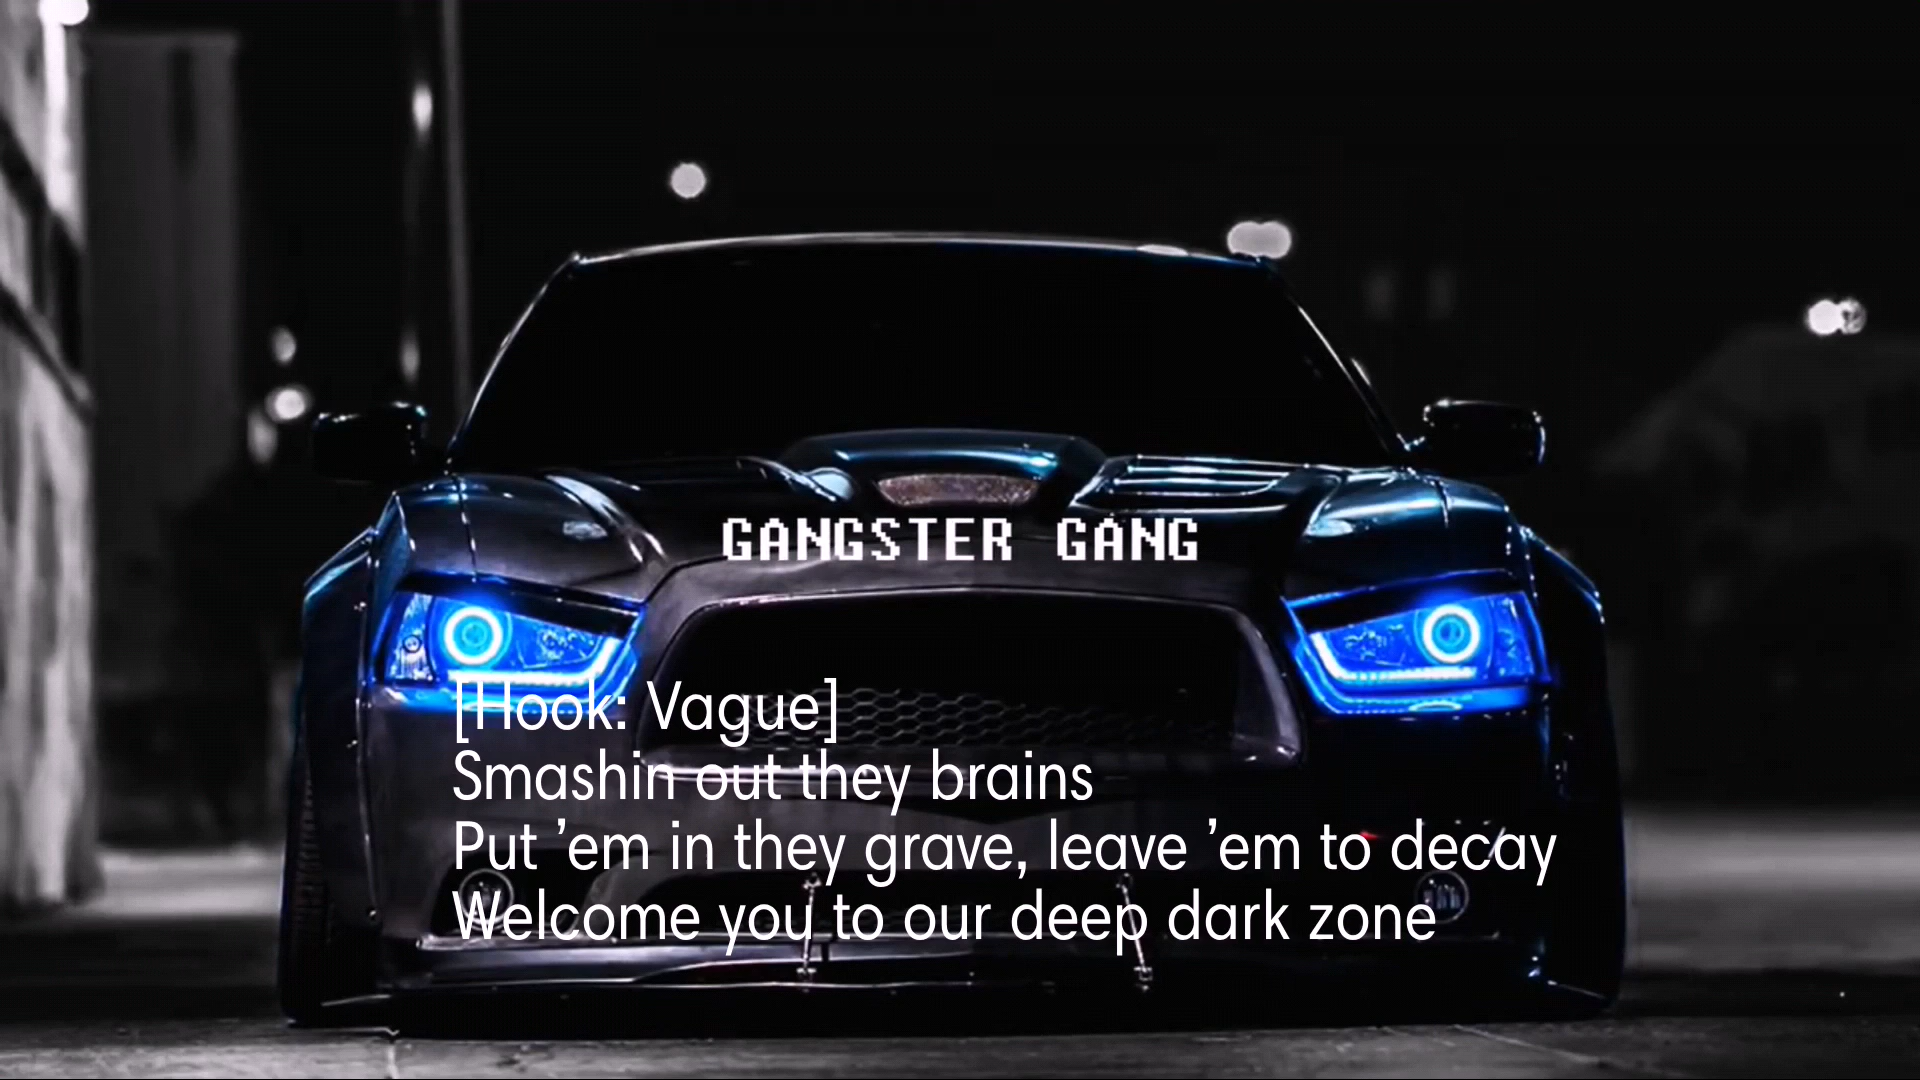 GANGSTER GANG
[Hook: Vague]
Smashin out they brains
Put ’em in they grave, leave ’em to decay
Welcome you to our deep dark zone